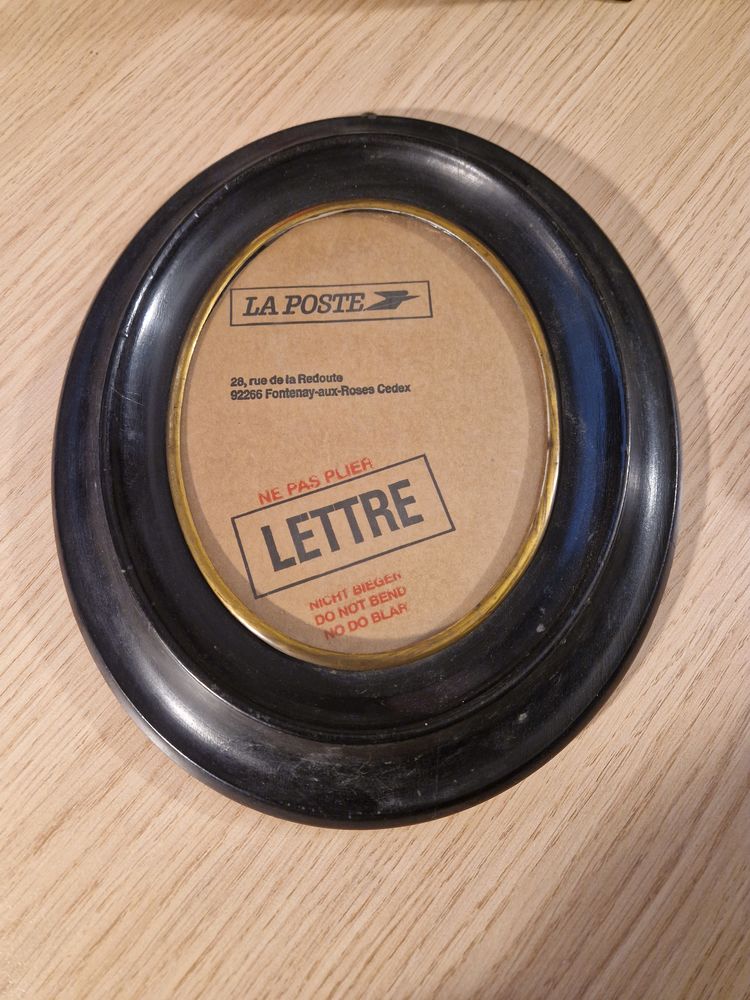 LA POSTE
28, rue de la Redoute
92266 Fontenay-aux-Roses Cedex
NE PAS PLIER
LETTRE
NICHT BIEGEN
DO NOT BEND
NO DO BLAR